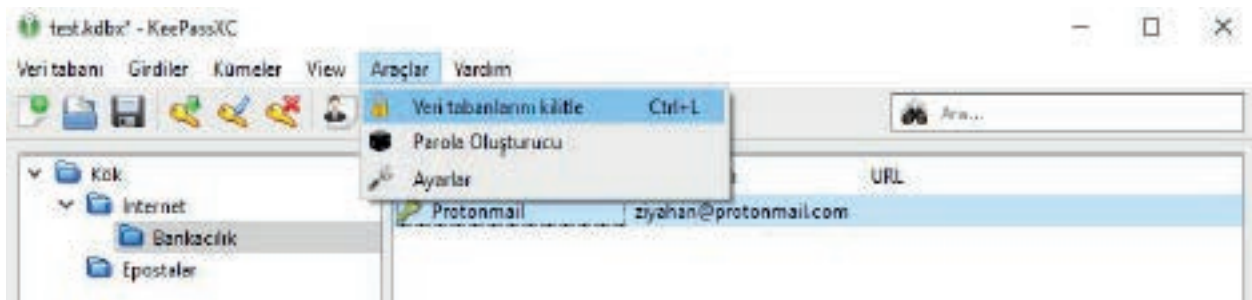 test.kdbx* - KeePassXC
Veri tabanı Girdiler Kümeler View Araçlar Yardım
Veri tabanlarını kilitle Ctrl+L
Ara...
Parola Oluşturucu
Ayarlar
Kök
URL
İnternet
Protonmail ziyahan@protonmail.com
Bankacılık
Epostalar